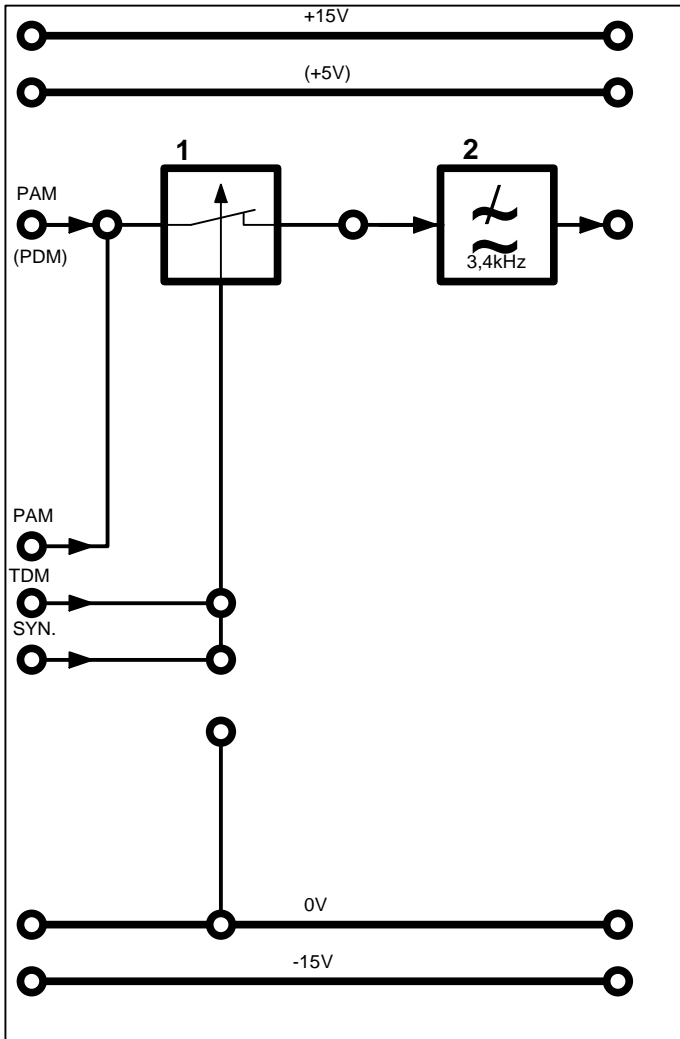 +15V
(+5V)
1
2
PAM
(PDM)
3,4kHz
PAM
TDM
SYN.
0V
-15V